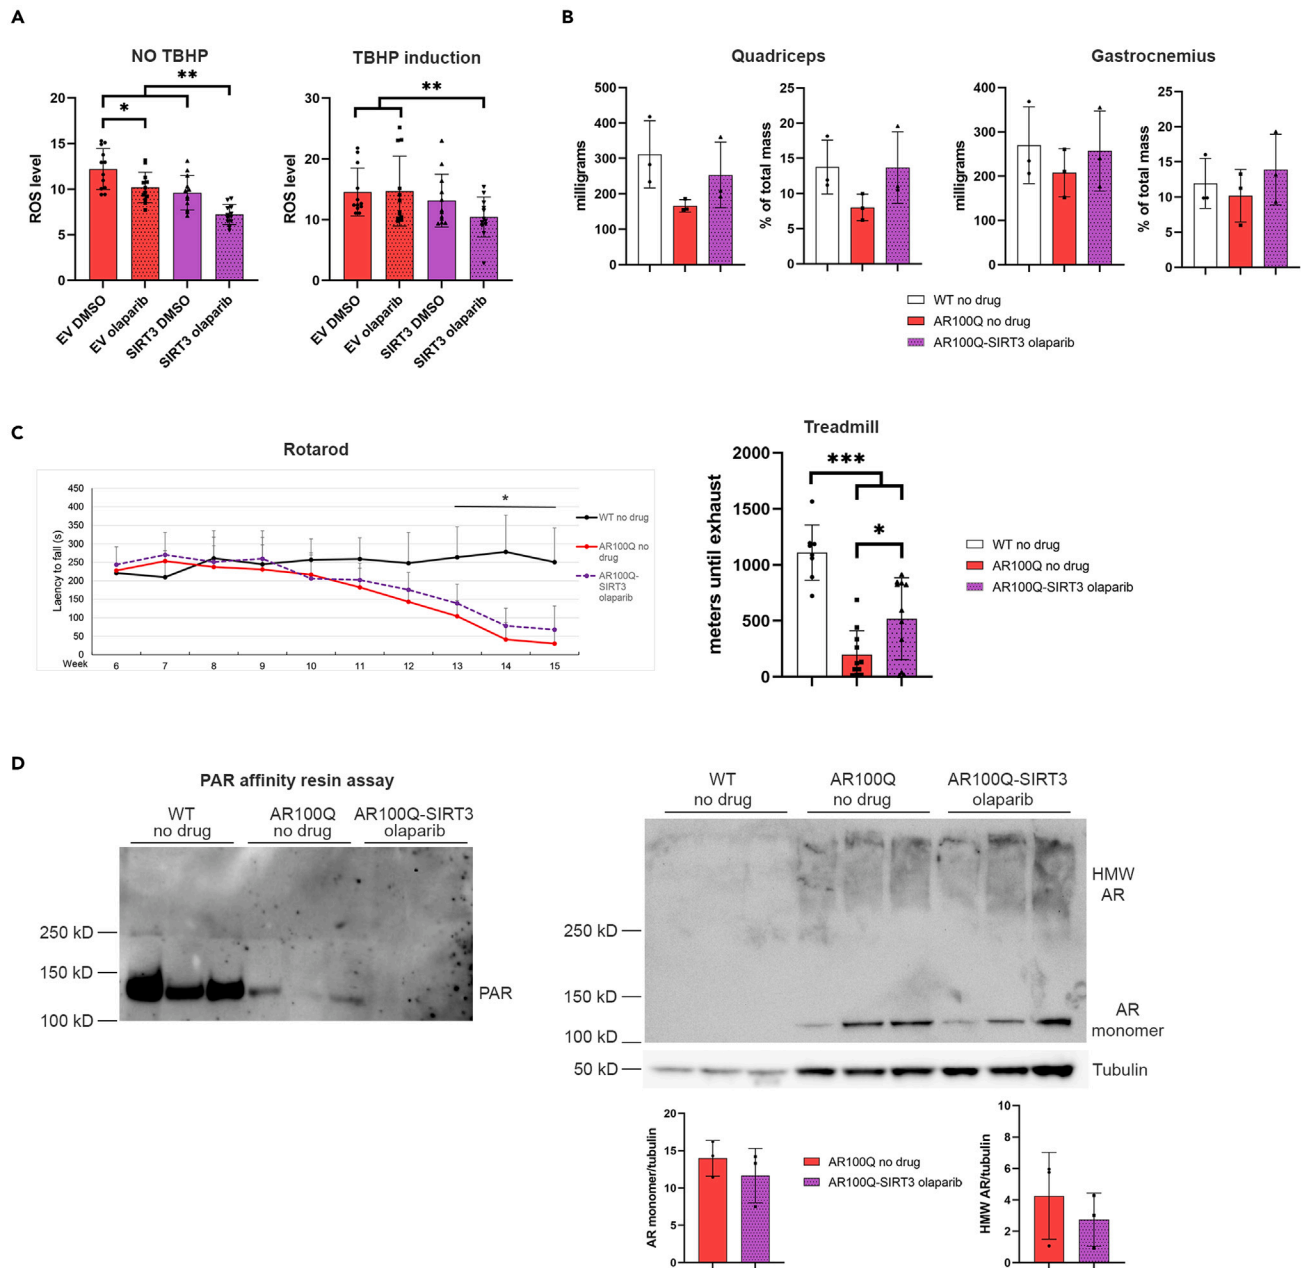 A
NO TBHP
**
*
ROS level
20
15
10
5
0
EV DMSO
EV olaparib
SIRT3 DMSO
SIRT3 olaparib
TBHP induction
**
ROS level
30
20
10
0
EV DMSO
EV olaparib
SIRT3 DMSO
SIRT3 olaparib
B
Quadriceps
milligrams
500
400
300
200
100
0
% of total mass
25
20
15
10
5
0
Gastrocnemius
milligrams
400
300
200
100
0
% of total mass
25
20
15
10
5
0
WT no drug
AR100Q no drug
AR100Q-SIRT3 olaparib
C
Rotarod
Laency to fall (s)
450
400
350
300
250
200
150
100
50
0
Week
6 7 8 9 10 11 12 13 14 15
*
WT no drug
AR100Q no
drug
AR100Q-
SIRT3
olaparib
Treadmill
meters until exhaust
2000
1500
1000
500
0
***
*
WT no drug
AR100Q no drug
AR100Q-SIRT3 olaparib
D
PAR affinity resin assay
WT
no drug
AR100Q
no drug
AR100Q-SIRT3
olaparib
250 kD
150 kD
100 kD
PAR
WT
no drug
AR100Q
no drug
AR100Q-SIRT3
olaparib
HMW
AR
250 kD
150 kD
100 kD
AR
monomer
50 kD
Tubulin
AR monomer/tubulin
20
15
10
5
0
AR100Q no drug
AR100Q-SIRT3 olaparib
HMW AR/tubulin
10
8
6
4
2
0